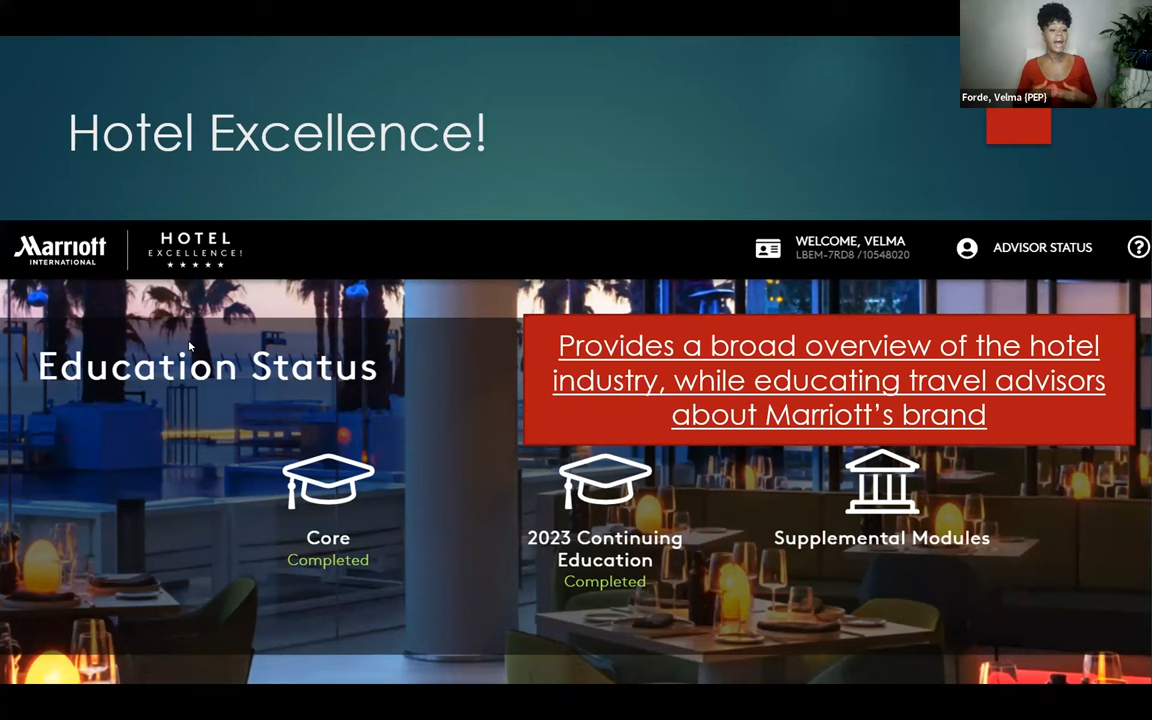 Forde, Velma {PEP}
Hotel Excellence!
Marriott
INTERNATIONAL
HOTEL
EXCELLENCE!
WELCOME, VELMA
LBEM-7RD8 /10548020
ADVISOR STATUS
?
Education Status
Provides a broad overview of the hotel
industry, while educating travel advisors
about Marriott’s brand
Core
Completed
2023 Continuing
Education
Completed
Supplemental Modules